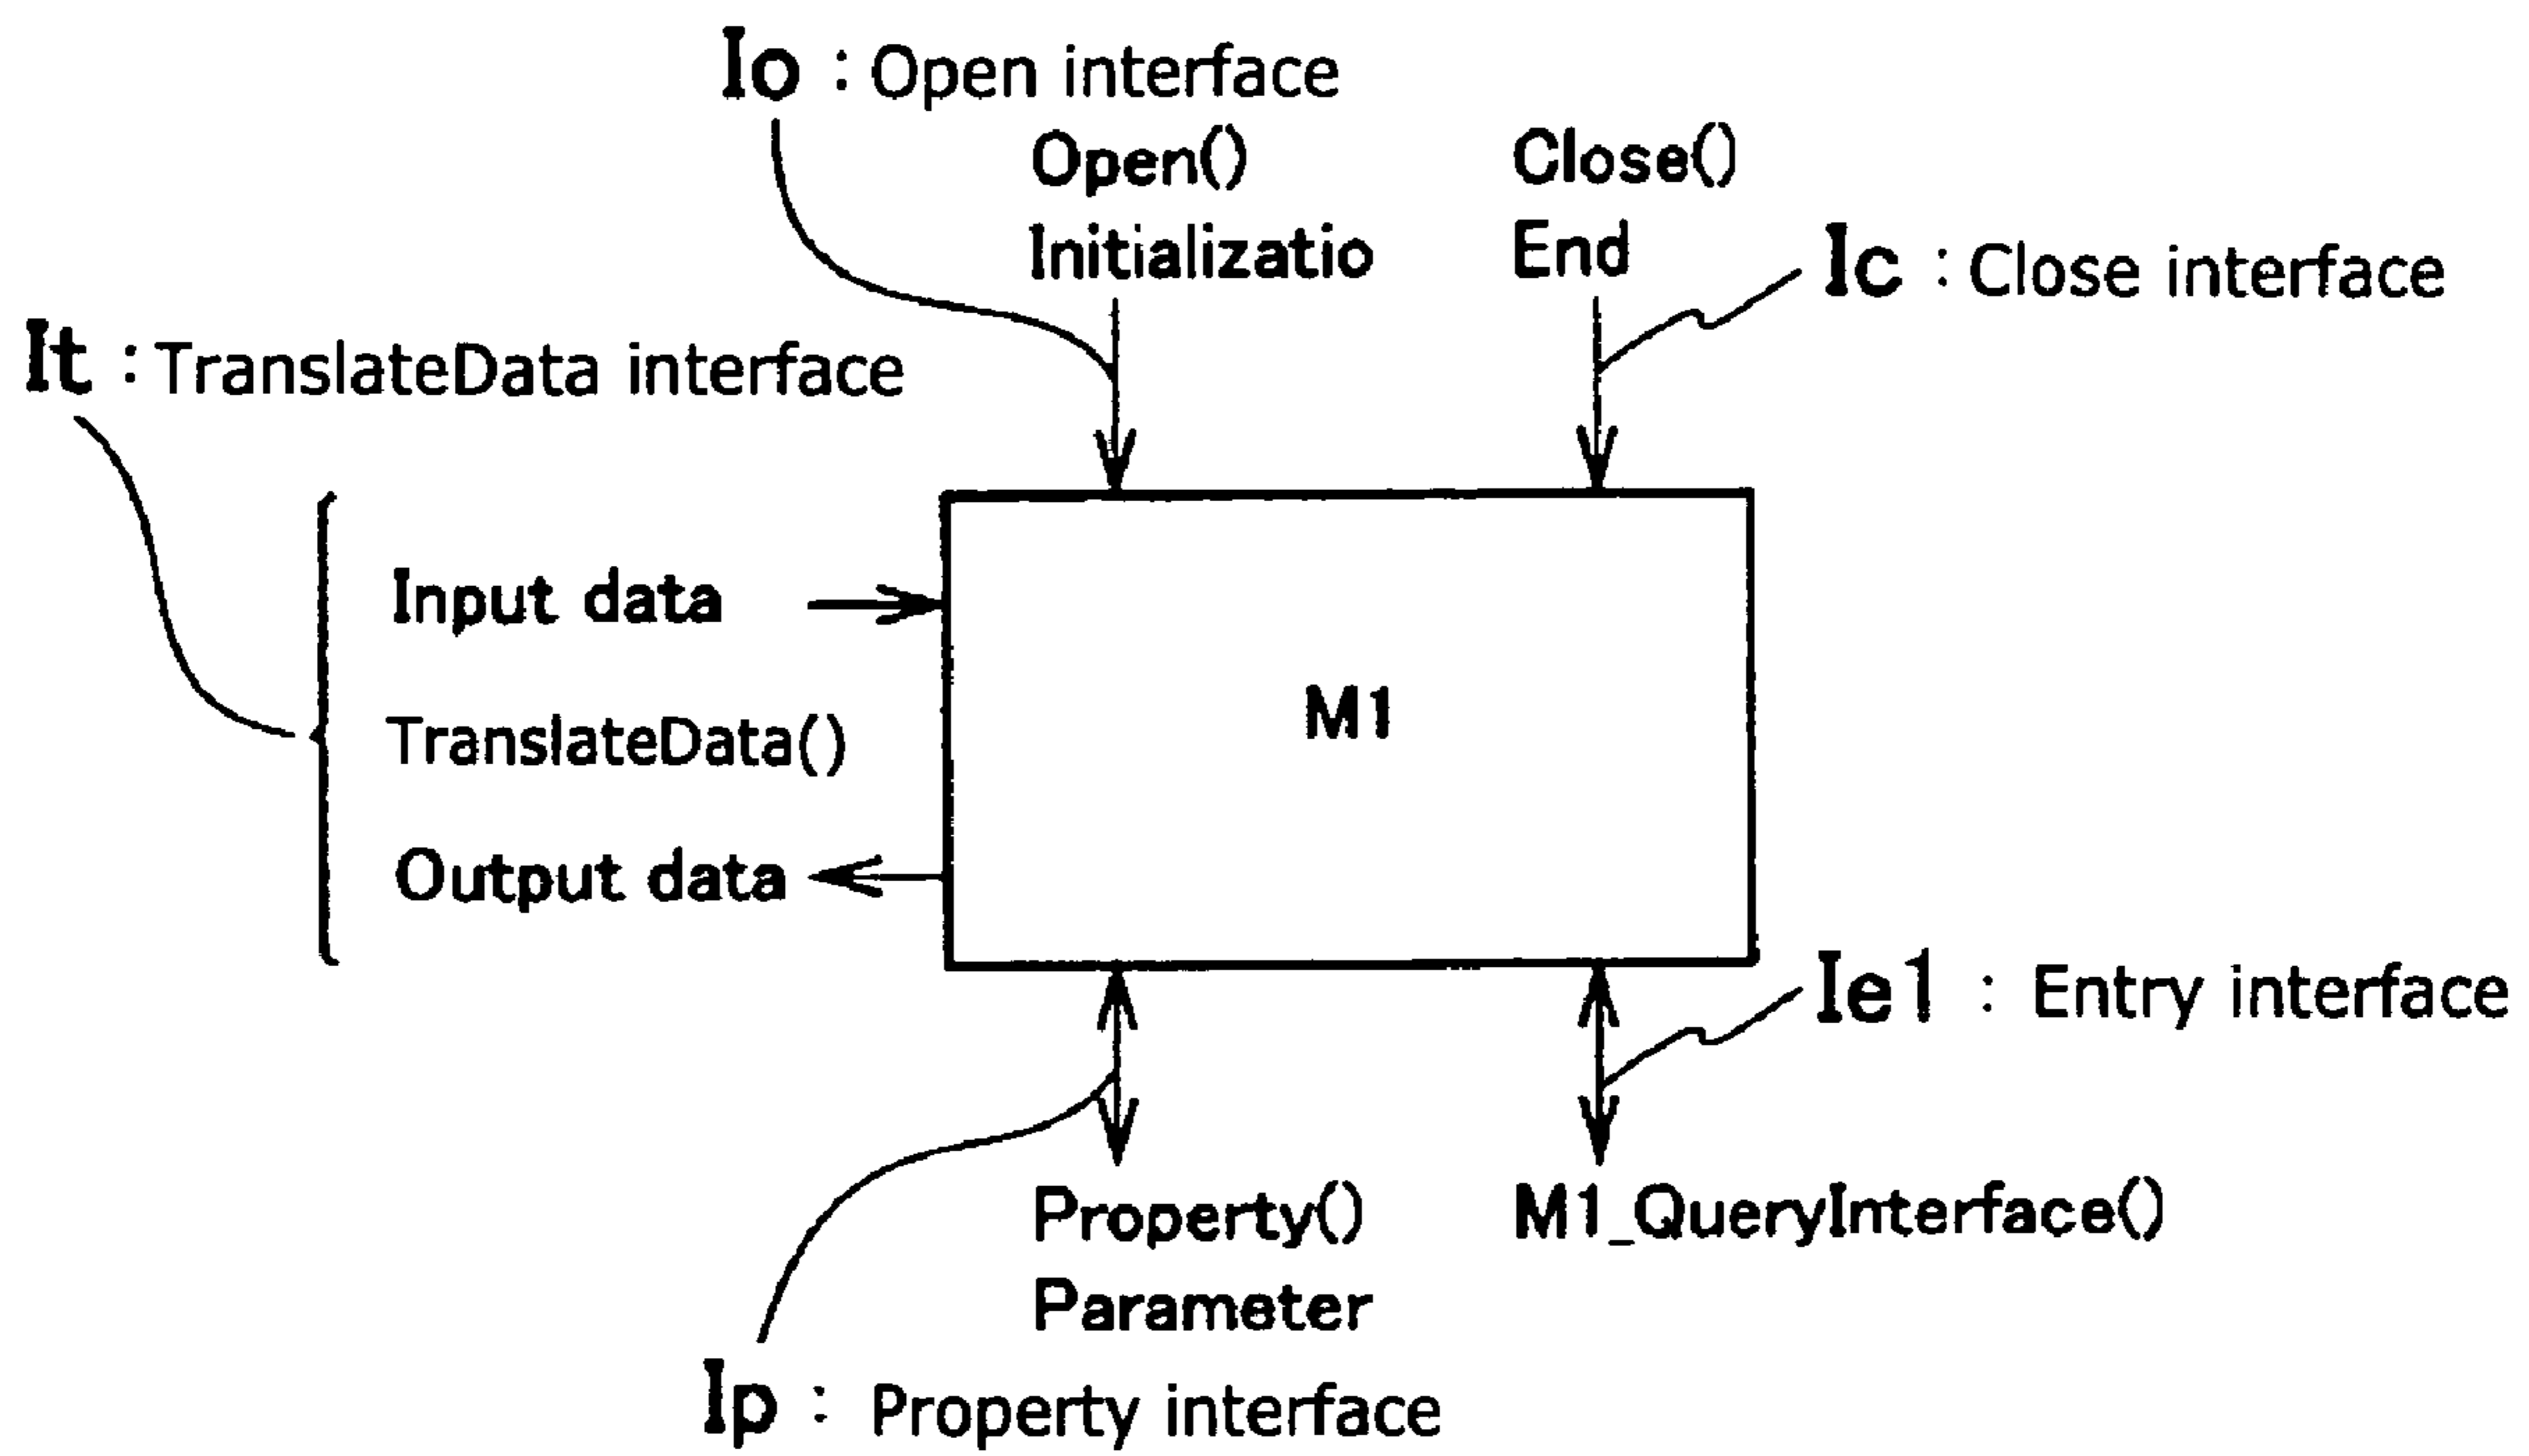 Io : Open interface
Open()
Initializatio
Close()
End
Ic : Close interface
It : TranslateData interface
Input data
TranslateData()
Output data
M1
Ie1 : Entry interface
Property()
Parameter
M1_QueryInterface()
Ip : Property interface